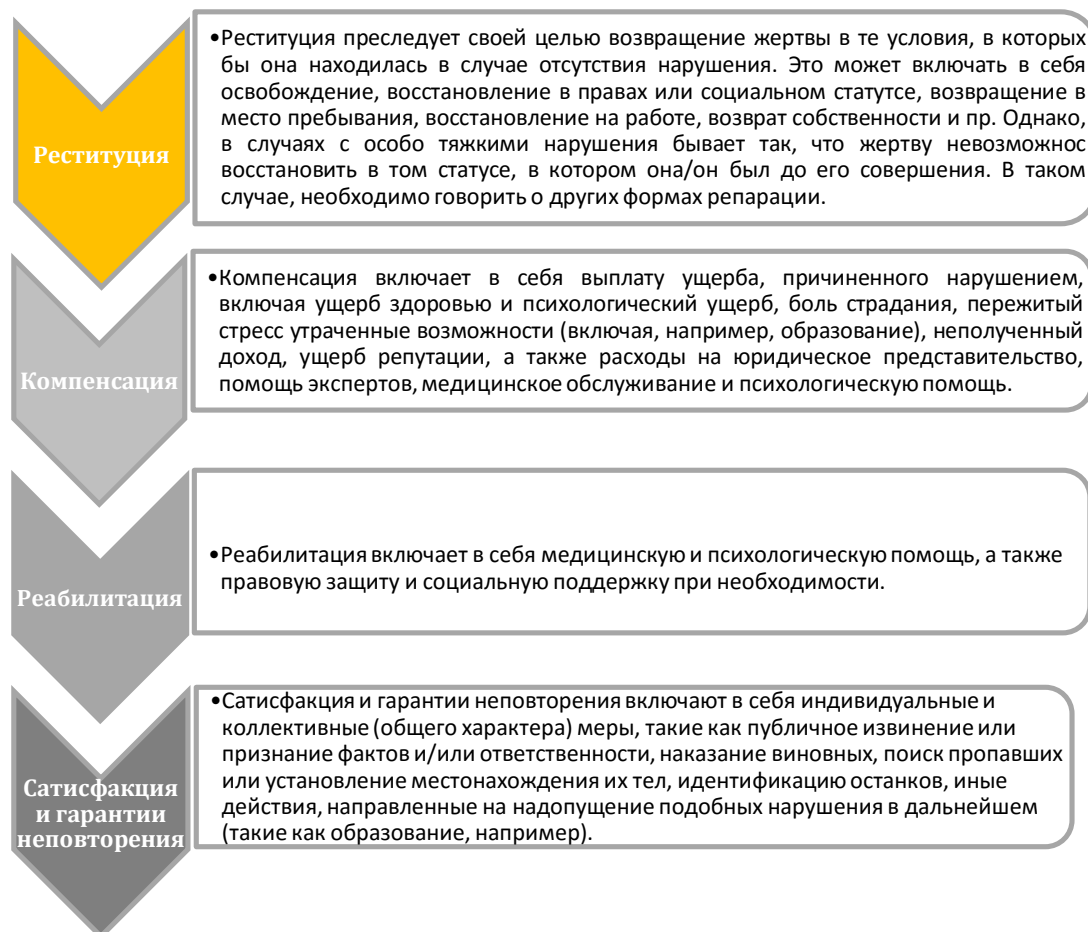 Реституция
•Реституция преследует своей целью возвращение жертвы в те условия, в которых
бы она находилась в случае отсутствия нарушения. Это может включать в себя
освобождение, восстановление в правах или социальном статутсе, возвращение в
место пребывания, восстановление на работе, возврат собственности и пр. Однако,
в случаях с особо тяжкими нарушения бывает так, что жертву невозможнос
восстановить в том статусе, в котором она/он был до его совершения. В таком
случае, необходимо говорить о других формах репарации.
Компенсация
•Компенсация включает в себя выплату ущерба, причиненного нарушением,
включая ущерб здоровью и психологический ущерб, боль страдания, пережитый
стресс утраченные возможности (включая, например, образование), неполученный
доход, ущерб репутации, а также расходы на юридическое представительство,
помощь экспертов, медицинское обслуживание и психологическую помощь.
Реабилитация
•Реабилитация включает в себя медицинскую и психологическую помощь, а также
правовую защиту и социальную поддержку при необходимости.
Сатисфакция
и гарантии
неповторения
•Сатисфакция и гарантии неповторения включают в себя индивидуальные и
коллективные (общего характера) меры, такие как публичное извинение или
признание фактов и/или ответственности, наказание виновных, поиск пропавших
или установление местонахождения их тел, идентификацию останков, иные
действия, направленные на надопущение подобных нарушения в дальнейшем
(такие как образование, например).